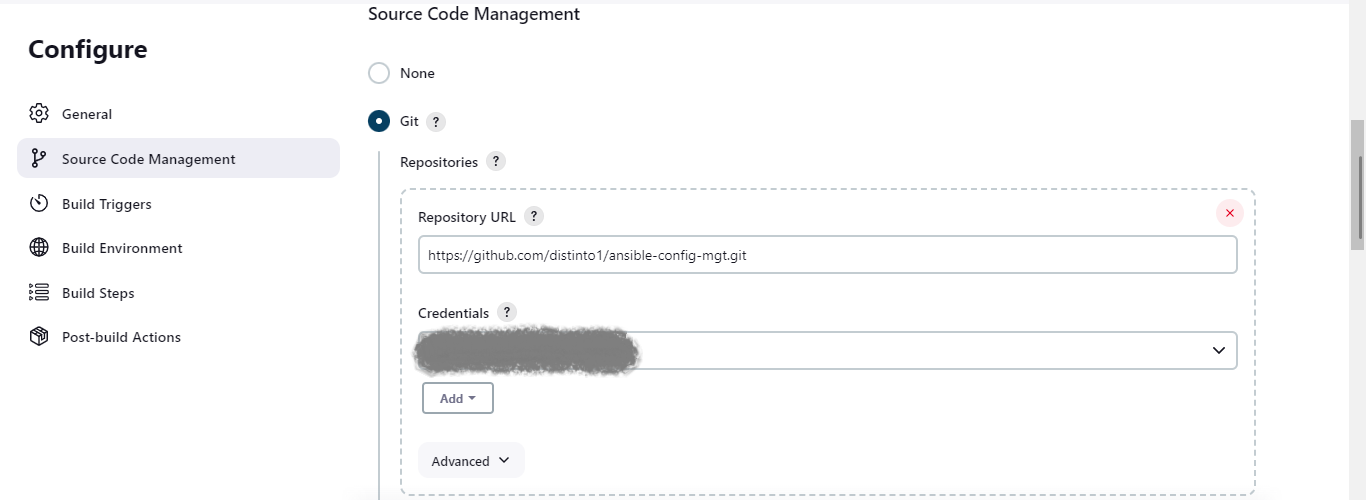 Source Code Management
Configure
None
General
Git ?
Source Code Management
Repositories ?
Build Triggers
Repository URL ?
Build Environment
https://github.com/distinto1/ansible-config-mgt.git
Build Steps
Credentials ?
Post-build Actions
Add
Advanced